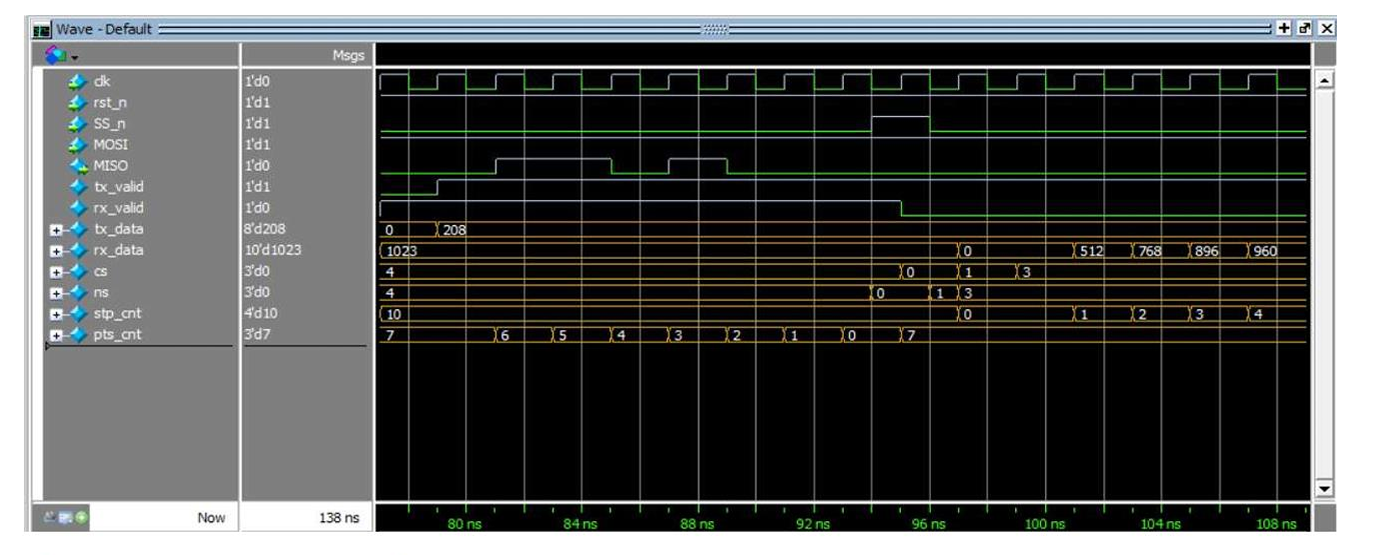 Wave - Default
Msgs
clk 1'd0
rst_n 1'd1
SS_n 1'd1
MOSI 1'd1
MISO 1'd0
tx_valid 1'd1
rx_valid 1'd0
tx_data 8'd208 0 208
rx_data 10'd1023 1023 0 512 768 896 960
cs 3'd0 4 0 1 3
ns 3'd0 4 0 1 3
stp_cnt 4'd10 10 0 1 2 3 4
pts_cnt 3'd7 7 6 5 4 3 2 1 0 7
Now 138 ns 80 ns 84 ns 88 ns 92 ns 96 ns 100 ns 104 ns 108 ns